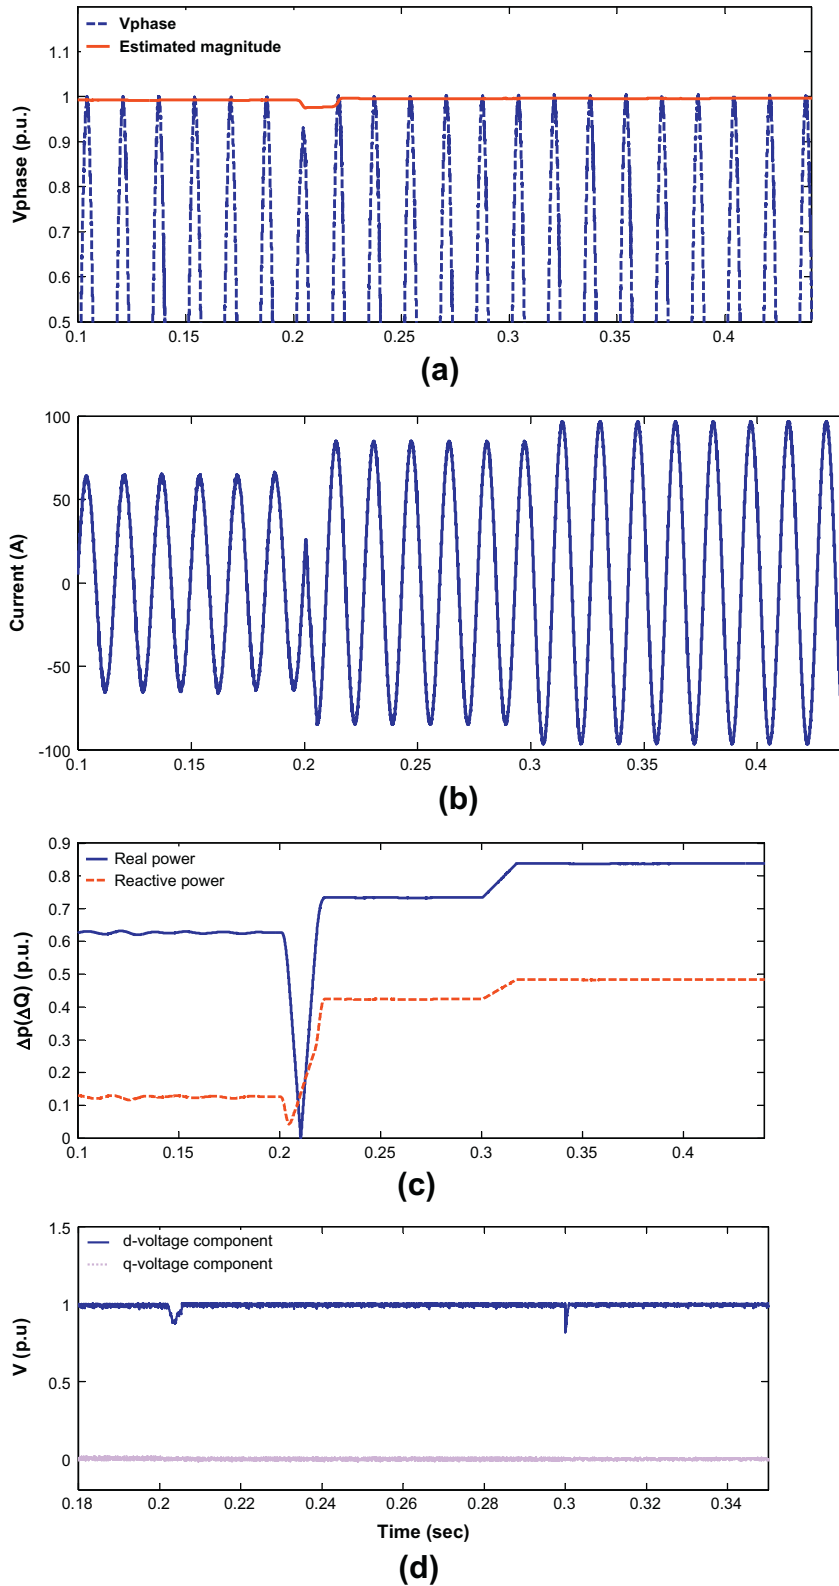 Vphase
Estimated magnitude
1.1
1
0.9
0.8
0.7
0.6
0.5
Vphase (p.u.)
0.1 0.15 0.2 0.25 0.3 0.35 0.4
(a)
100
50
0
-50
-100
Current (A)
0.1 0.15 0.2 0.25 0.3 0.35 0.4
(b)
0.9
0.8
0.7
0.6
0.5
0.4
0.3
0.2
0.1
0
Real power
Reactive power
Δp(ΔQ) (p.u.)
0.1 0.15 0.2 0.25 0.3 0.35 0.4
(c)
1.5
1
0.5
0
d-voltage component
q-voltage component
V (p.u)
0.18 0.2 0.22 0.24 0.26 0.28 0.3 0.32 0.34
Time (sec)
(d)